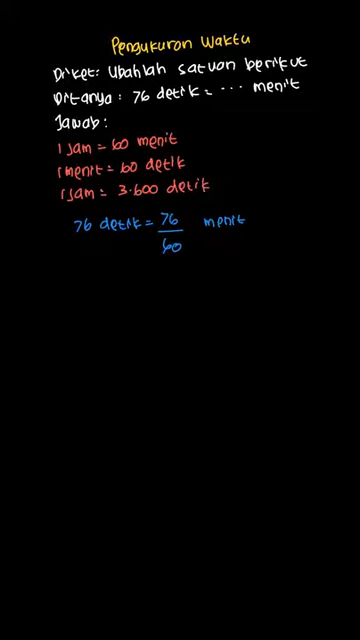 Pengukuran Waktu
Diket: Ubahlah satuan berikut
Ditanya: 76 detik = ... menit
Jawab:
1 jam = 60 menit
1 menit = 60 detik
1 jam = 3.600 detik
76 detik = 76/60 menit